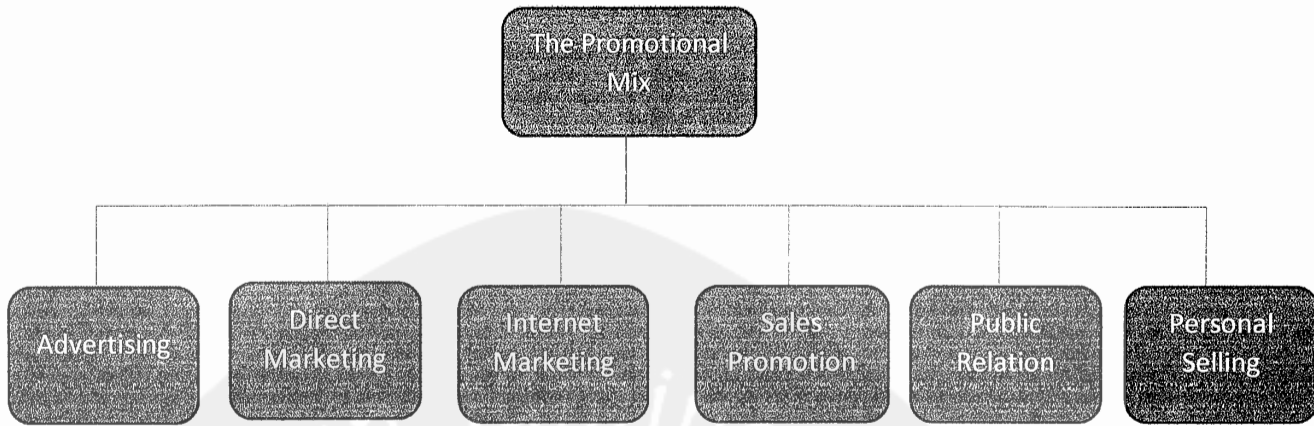 The Promotional
Mix
Advertising
Direct
Marketing
Internet
Marketing
Sales
Promotion
Public
Relation
Personal
Selling